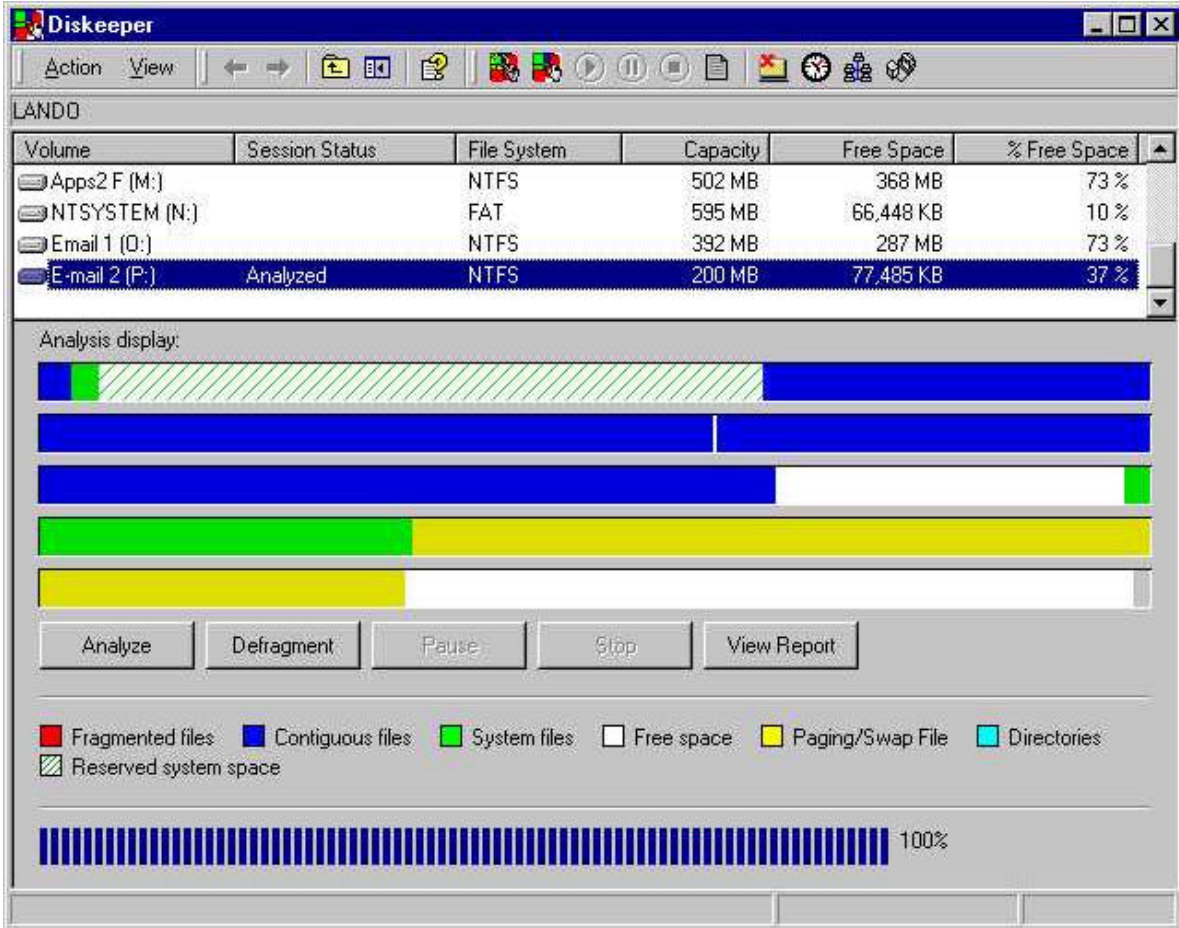 Diskeeper
Action View
LANDO
Volume Session Status File System Capacity Free Space % Free Space
Apps2 F (M:) NTFS 502 MB 368 MB 73 %
NTSYSTEM (N:) FAT 595 MB 66,448 KB 10 %
Email 1 (O:) NTFS 392 MB 287 MB 73 %
E-mail 2 (P:) Analyzed NTFS 200 MB 77,485 KB 37 %
Analysis display:
Analyze Defragment Pause Stop View Report
Fragmented files Contiguous files System files Free space Paging/Swap File Directories
Reserved system space
100%